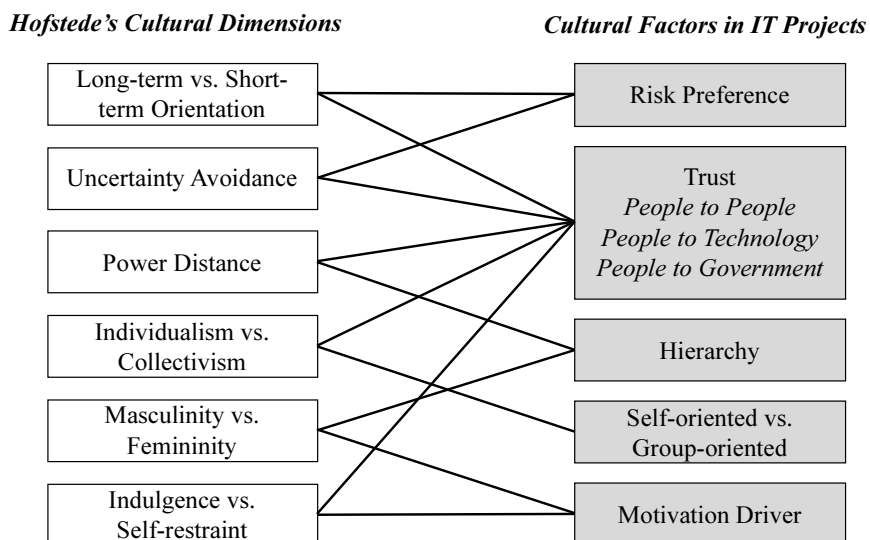 Hofstede's Cultural Dimensions
Cultural Factors in IT Projects
Long-term vs. Short-
term Orientation
Uncertainty Avoidance
Power Distance
Individualism vs.
Collectivism
Masculinity vs.
Femininity
Indulgence vs.
Self-restraint
Risk Preference
Trust
People to People
People to Technology
People to Government
Hierarchy
Self-oriented vs.
Group-oriented
Motivation Driver